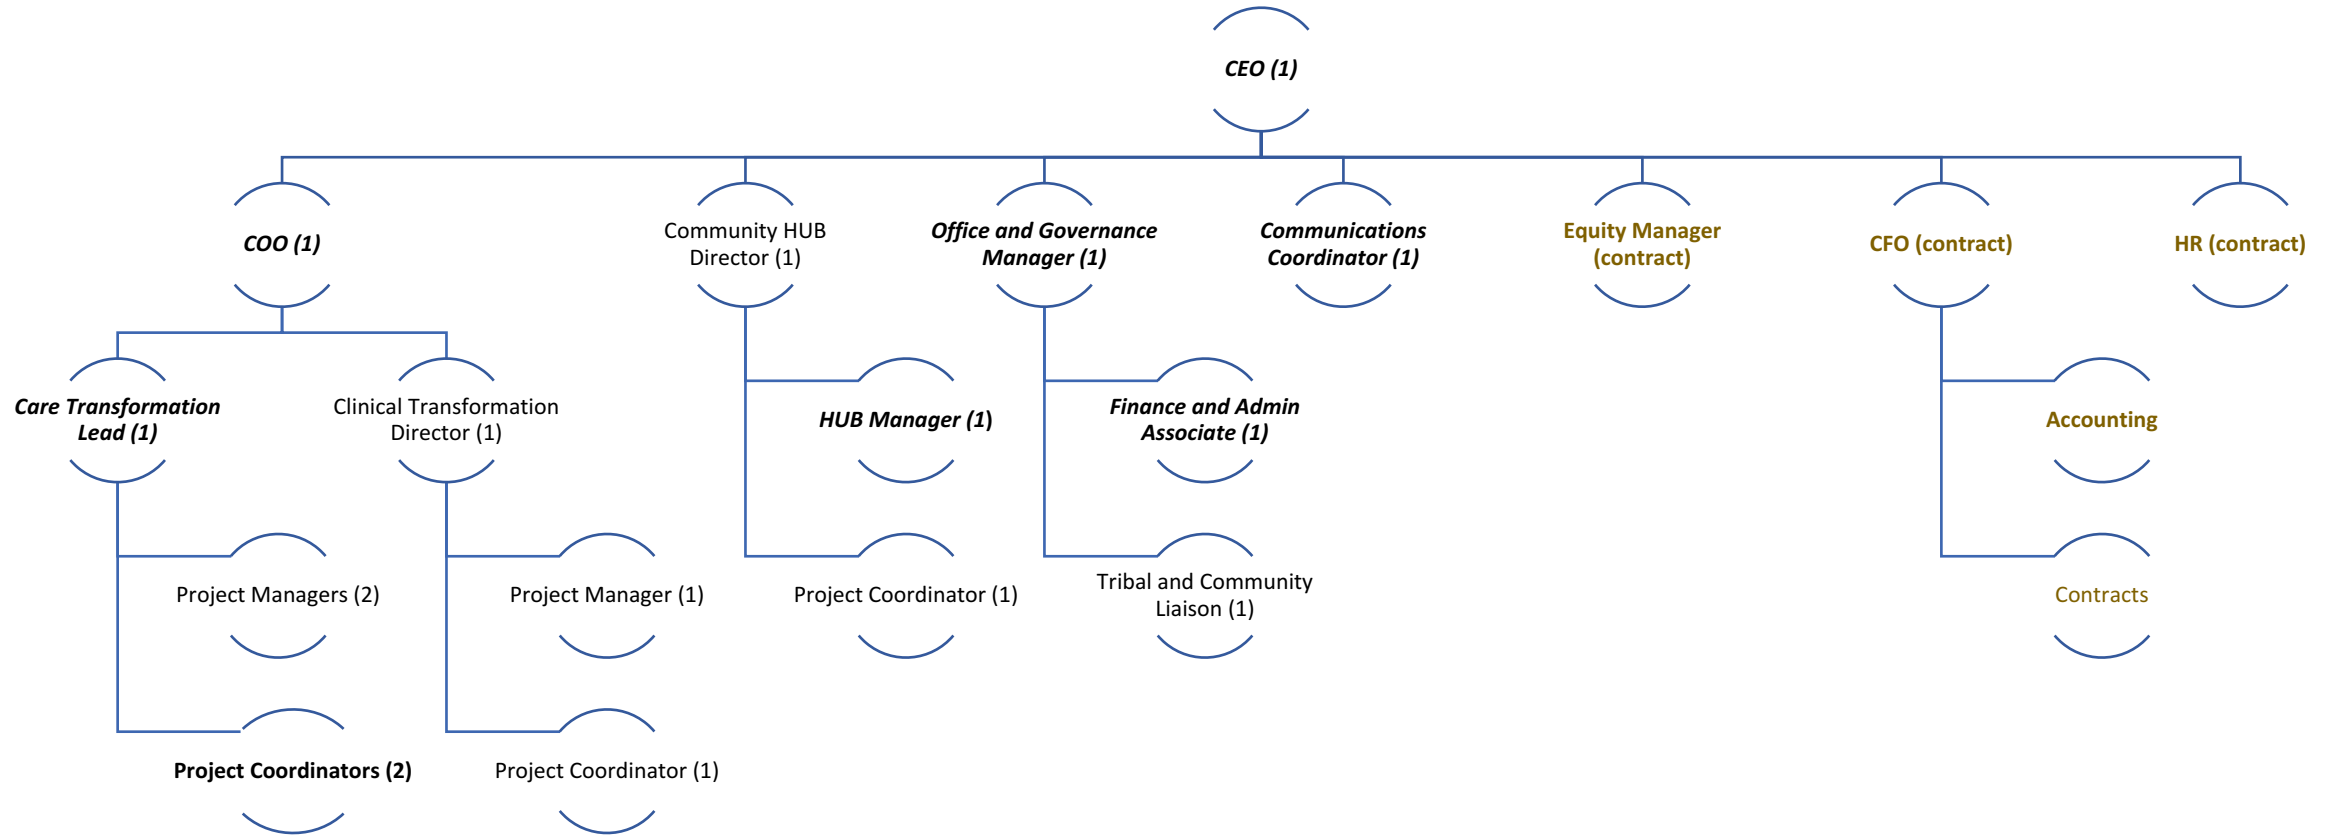 CEO (1)
COO (1)
Community HUB
Director (1)
Office and Governance
Manager (1)
Communications
Coordinator (1)
Equity Manager
(contract)
CFO (contract)
HR (contract)
Care Transformation
Lead (1)
Clinical Transformation
Director (1)
HUB Manager (1)
Finance and Admin
Associate (1)
Accounting
Project Managers (2)
Project Manager (1)
Project Coordinator (1)
Tribal and Community
Liaison (1)
Contracts
Project Coordinators (2)
Project Coordinator (1)